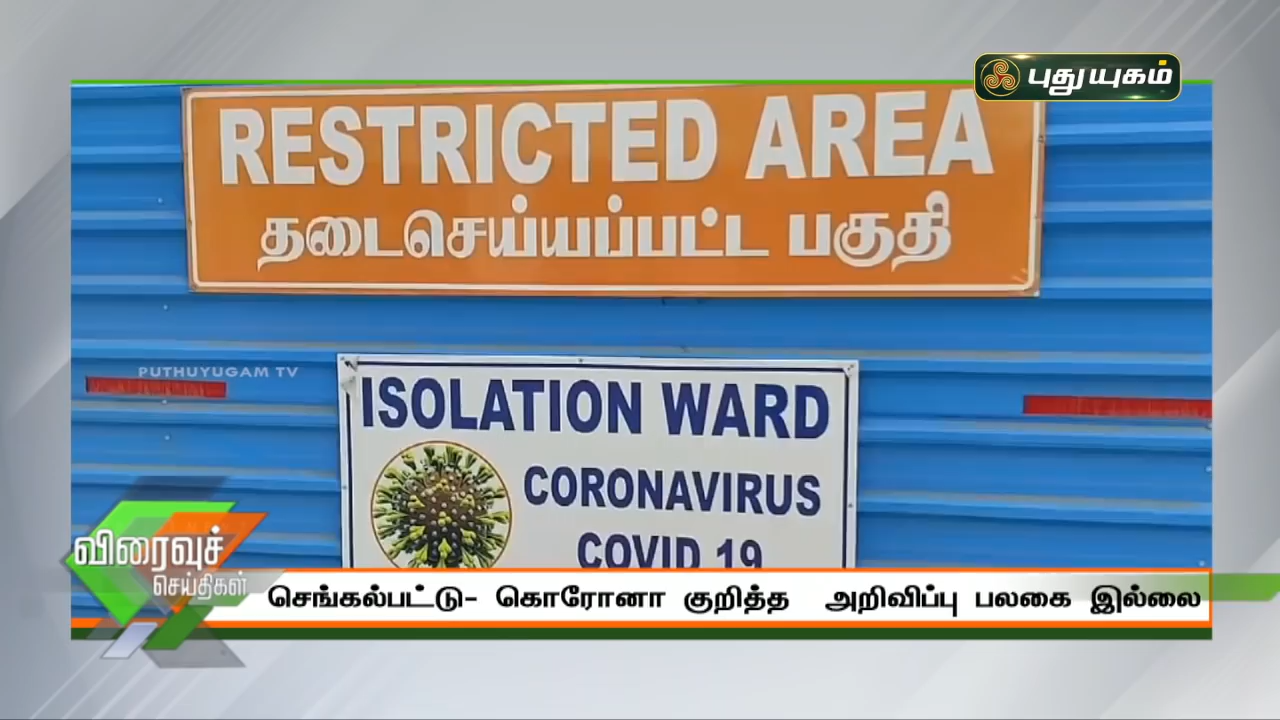 புதுயுகம்
RESTRICTED AREA
தடைசெய்யப்பட்ட பகுதி
PUTHUYUGAM TV
ISOLATION WARD
CORONAVIRUS
COVID 19
விரைவுச்
செய்திகள்
செங்கல்பட்டு- கொரோனா குறித்த அறிவிப்பு பலகை இல்லை